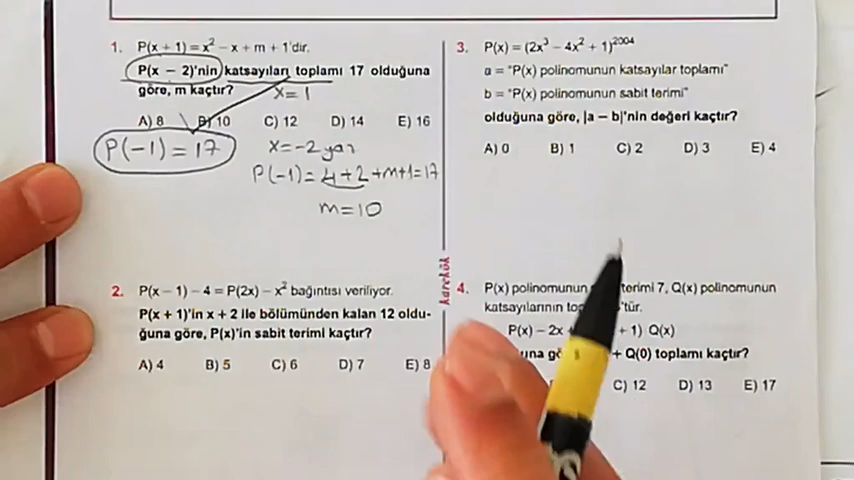 1. P(x + 1) = x² – x + m + 1'dir.
P(x – 2)'nin katsayıları toplamı 17 olduğuna
göre, m kaçtır?
x=1
A) 8 B) 10 C) 12 D) 14 E) 16
P(-1)=17
x=-2 yaz
P(-1)=4+2+m+1=17
m=10
2. P(x – 1) – 4 = P(2x) – x² bağıntısı veriliyor.
P(x + 1)'in x + 2 ile bölümünden kalan 12 oldu-
ğuna göre, P(x)'in sabit terimi kaçtır?
A) 4 B) 5 C) 6 D) 7 E) 8
karekök
3. P(x) = (2x³ – 4x² + 1)²⁰⁰⁴
a = "P(x) polinomunun katsayılar toplamı"
b = "P(x) polinomunun sabit terimi"
olduğuna göre, |a – b|'nin değeri kaçtır?
A) 0 B) 1 C) 2 D) 3 E) 4
4. P(x) polinomunun terimi 7, Q(x) polinomunun
katsayılarının 'tür.
P(x) – 2x + 1) Q(x)
+ Q(0) toplamı kaçtır?
C) 12 D) 13 E) 17